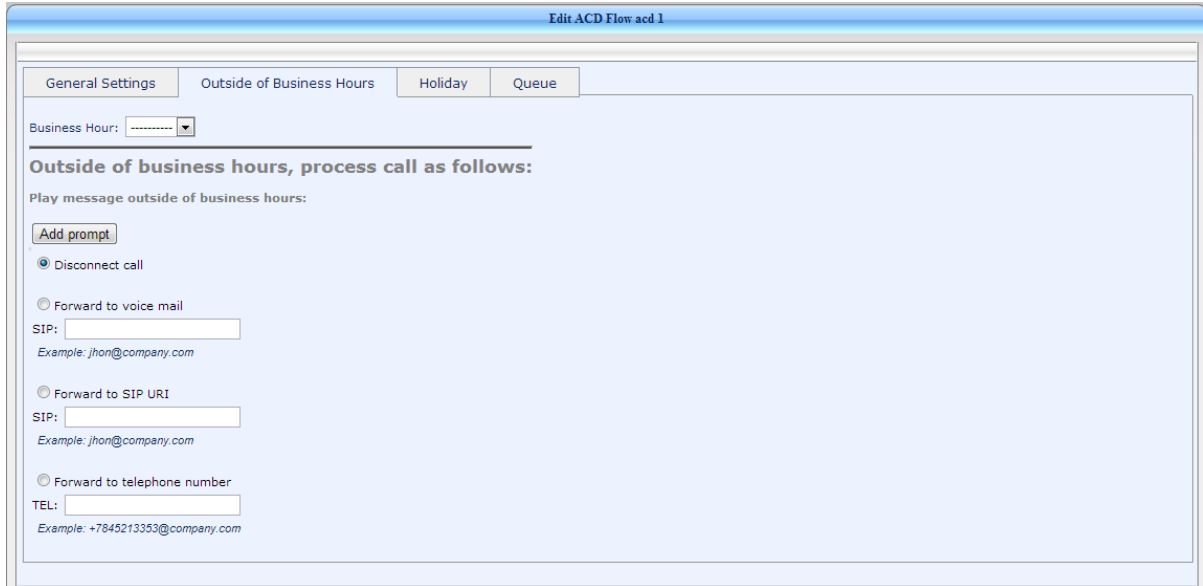 Edit ACD Flow acd 1
General Settings Outside of Business Hours Holiday Queue
Business Hour: ----------
Outside of business hours, process call as follows:
Play message outside of business hours:
Add prompt
Disconnect call
Forward to voice mail
SIP:
Example: jhon@company.com
Forward to SIP URI
SIP:
Example: jhon@company.com
Forward to telephone number
TEL:
Example: +7845213353@company.com